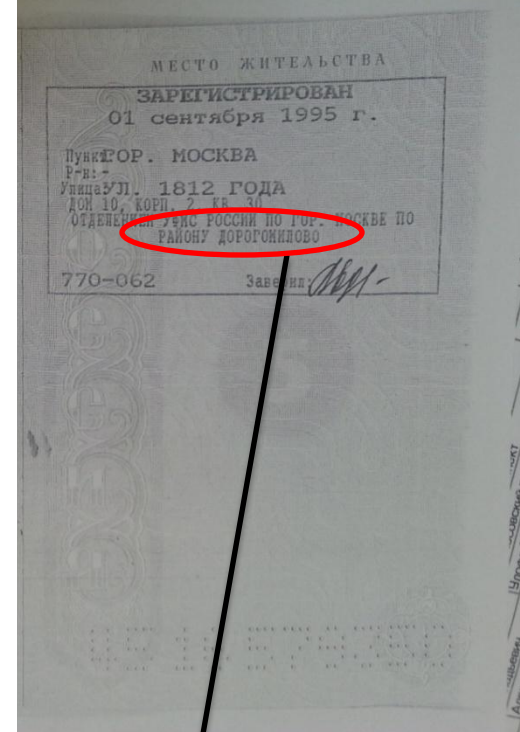 МЕСТО ЖИТЕЛЬСТВА
ЗАРЕГИСТРИРОВАН
01 сентября 1995 г.
Пункт ГОР. МОСКВА
Р-н: -
Улица УЛ. 1812 ГОДА
ДОМ 10, КОРП. 2, КВ. 30
ОТДЕЛЕНИЕМ УФМС РОССИИ ПО ГОР. МОСКВЕ ПО
РАЙОНУ ДОРОГОМИЛОВО
770-062 Заверил: